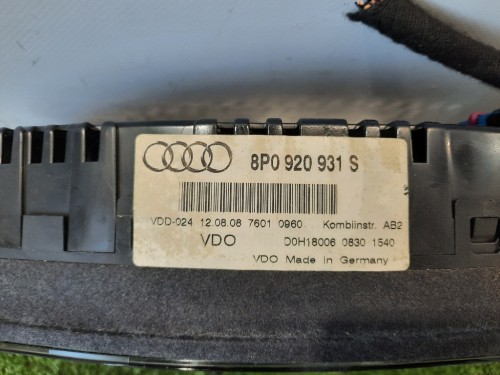 8P0 920 931 S
VDD-024 12.08.08 7601 0960 Kombiinstr. AB2
VDO D0H18006 0830 1540
VDO Made in Germany